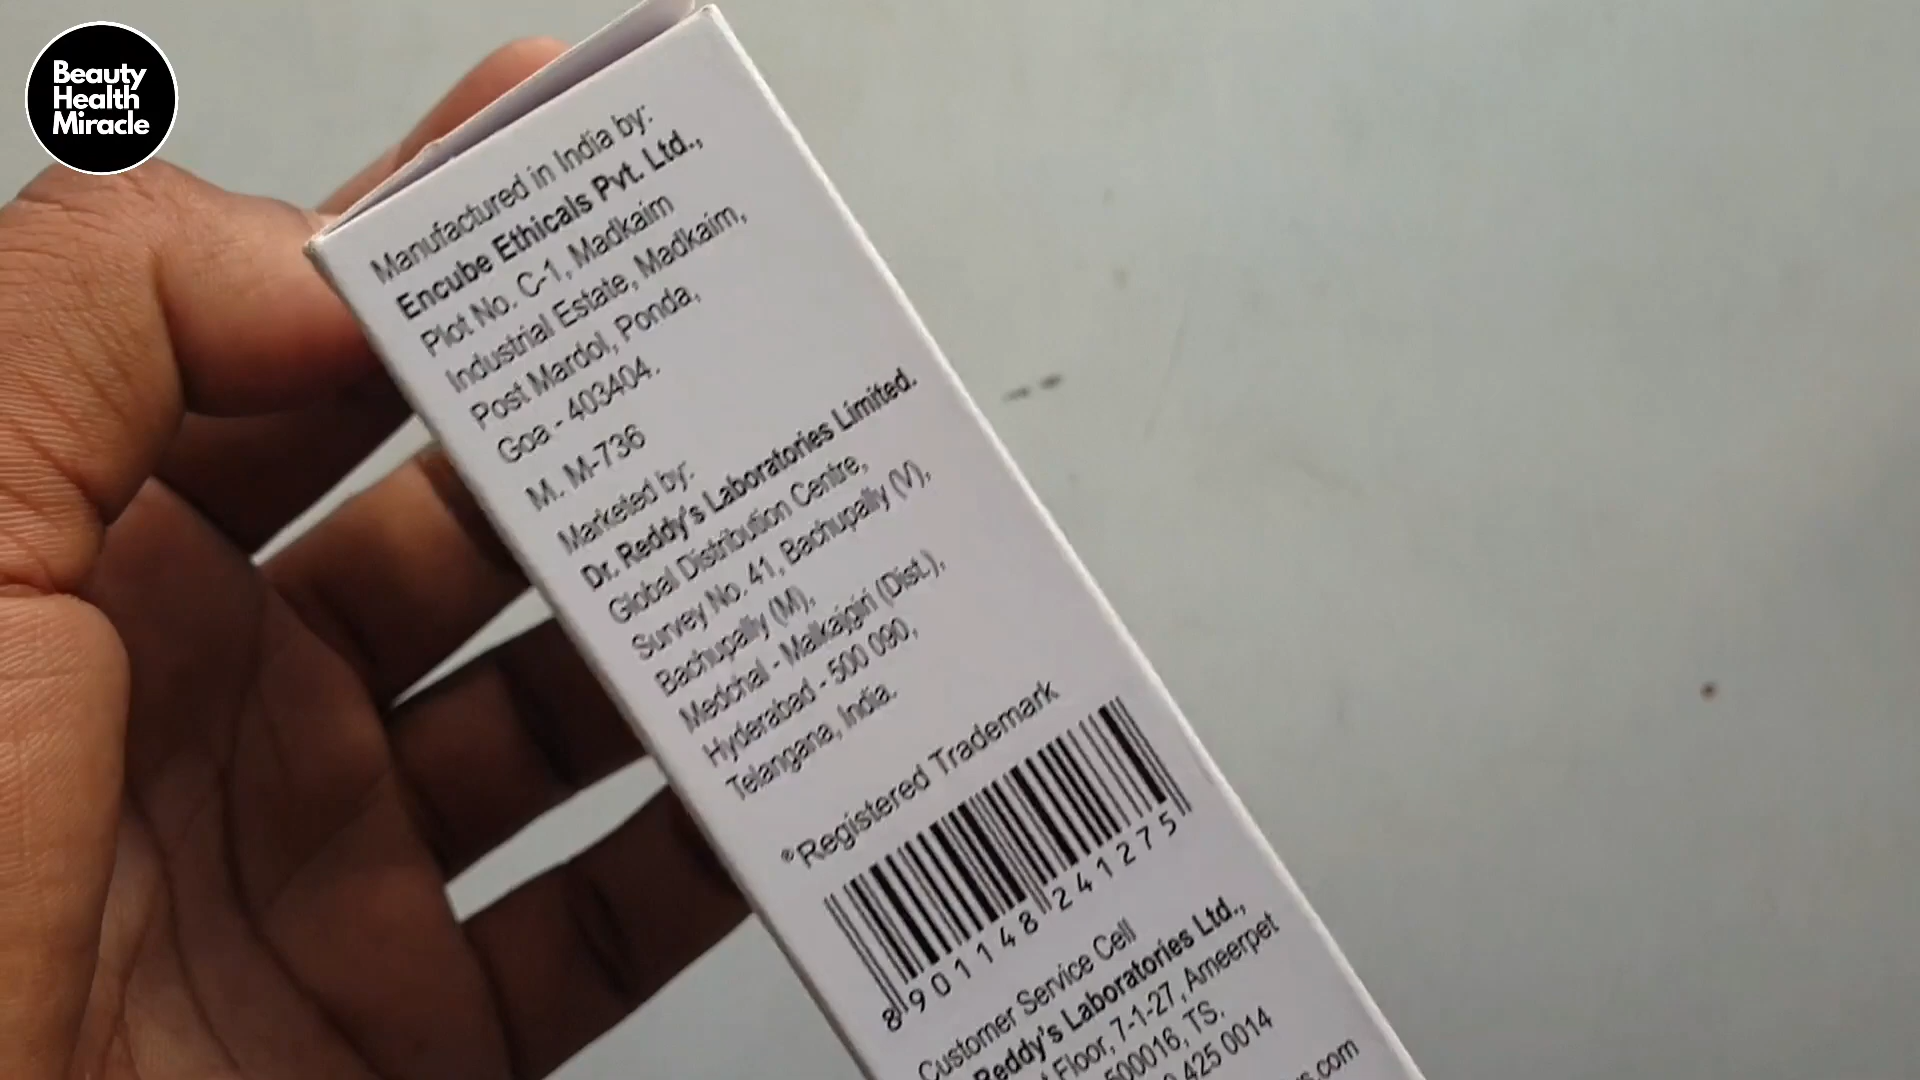 Beauty
Health
Miracle
Manufactured in India by:
Encube Ethicals Pvt. Ltd.,
Plot No. C-1, Madkaim
Industrial Estate, Madkaim,
Post Mardol, Ponda,
Goa - 403404.
M. M-736
Marketed by:
Dr. Reddy's Laboratories Limited.
Global Distribution Centre,
Survey No. 41, Bachupally (V),
Bachupally (M),
Medchal - Malkajgiri (Dist.),
Hyderabad - 500 090,
Telangana, India.
®Registered Trademark
8 901148 241275
Customer Service Cell
Reddy's Laboratories Ltd.,
Floor, 7-1-27, Ameerpet
500016, TS.
425 0014
.com